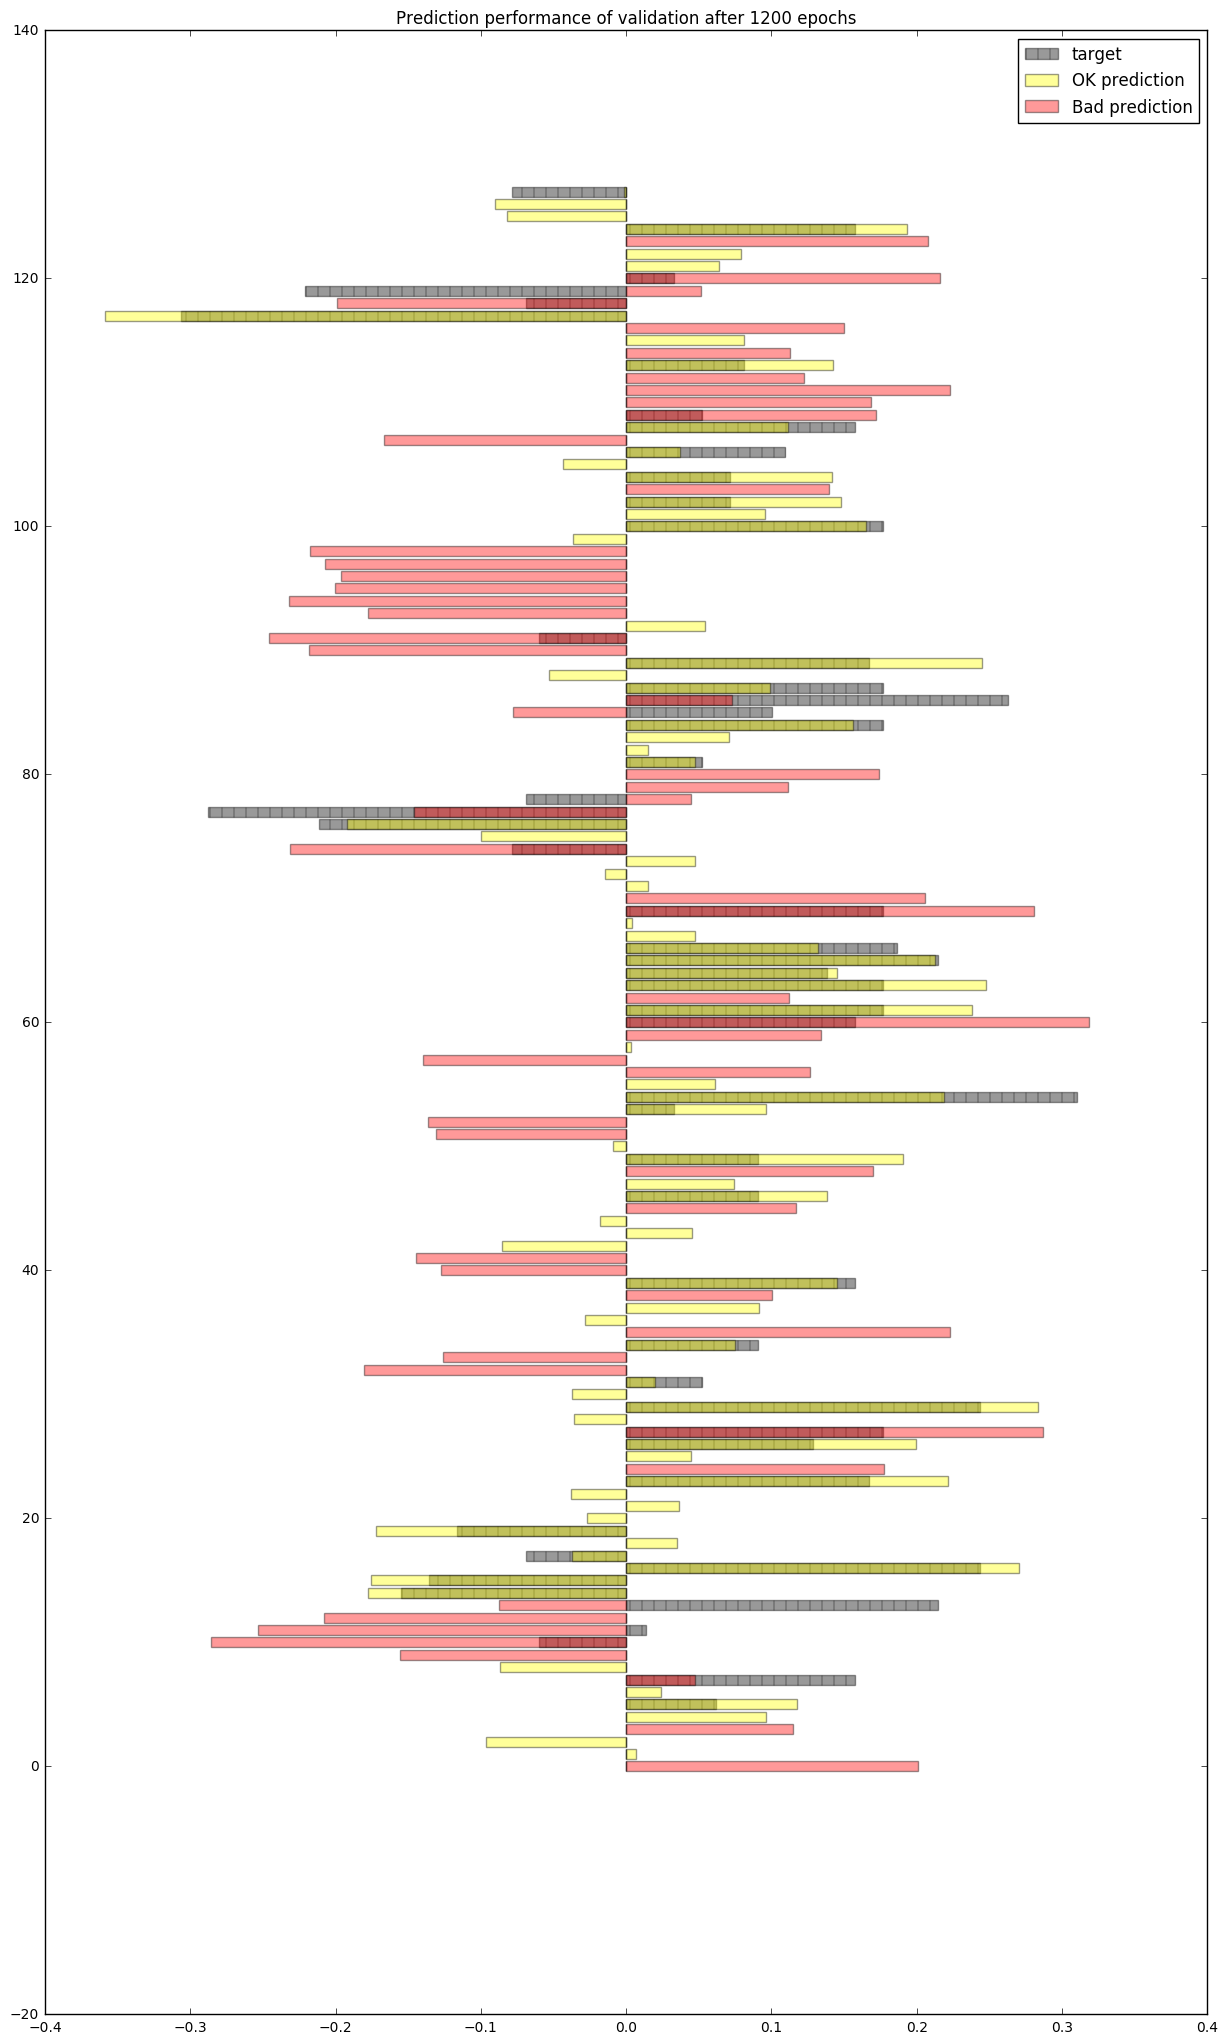 Prediction performance of validation after 1200 epochs
target
OK prediction
Bad prediction
140
120
100
80
60
40
20
0
−20
−0.4 −0.3 −0.2 −0.1 0.0 0.1 0.2 0.3 0.4